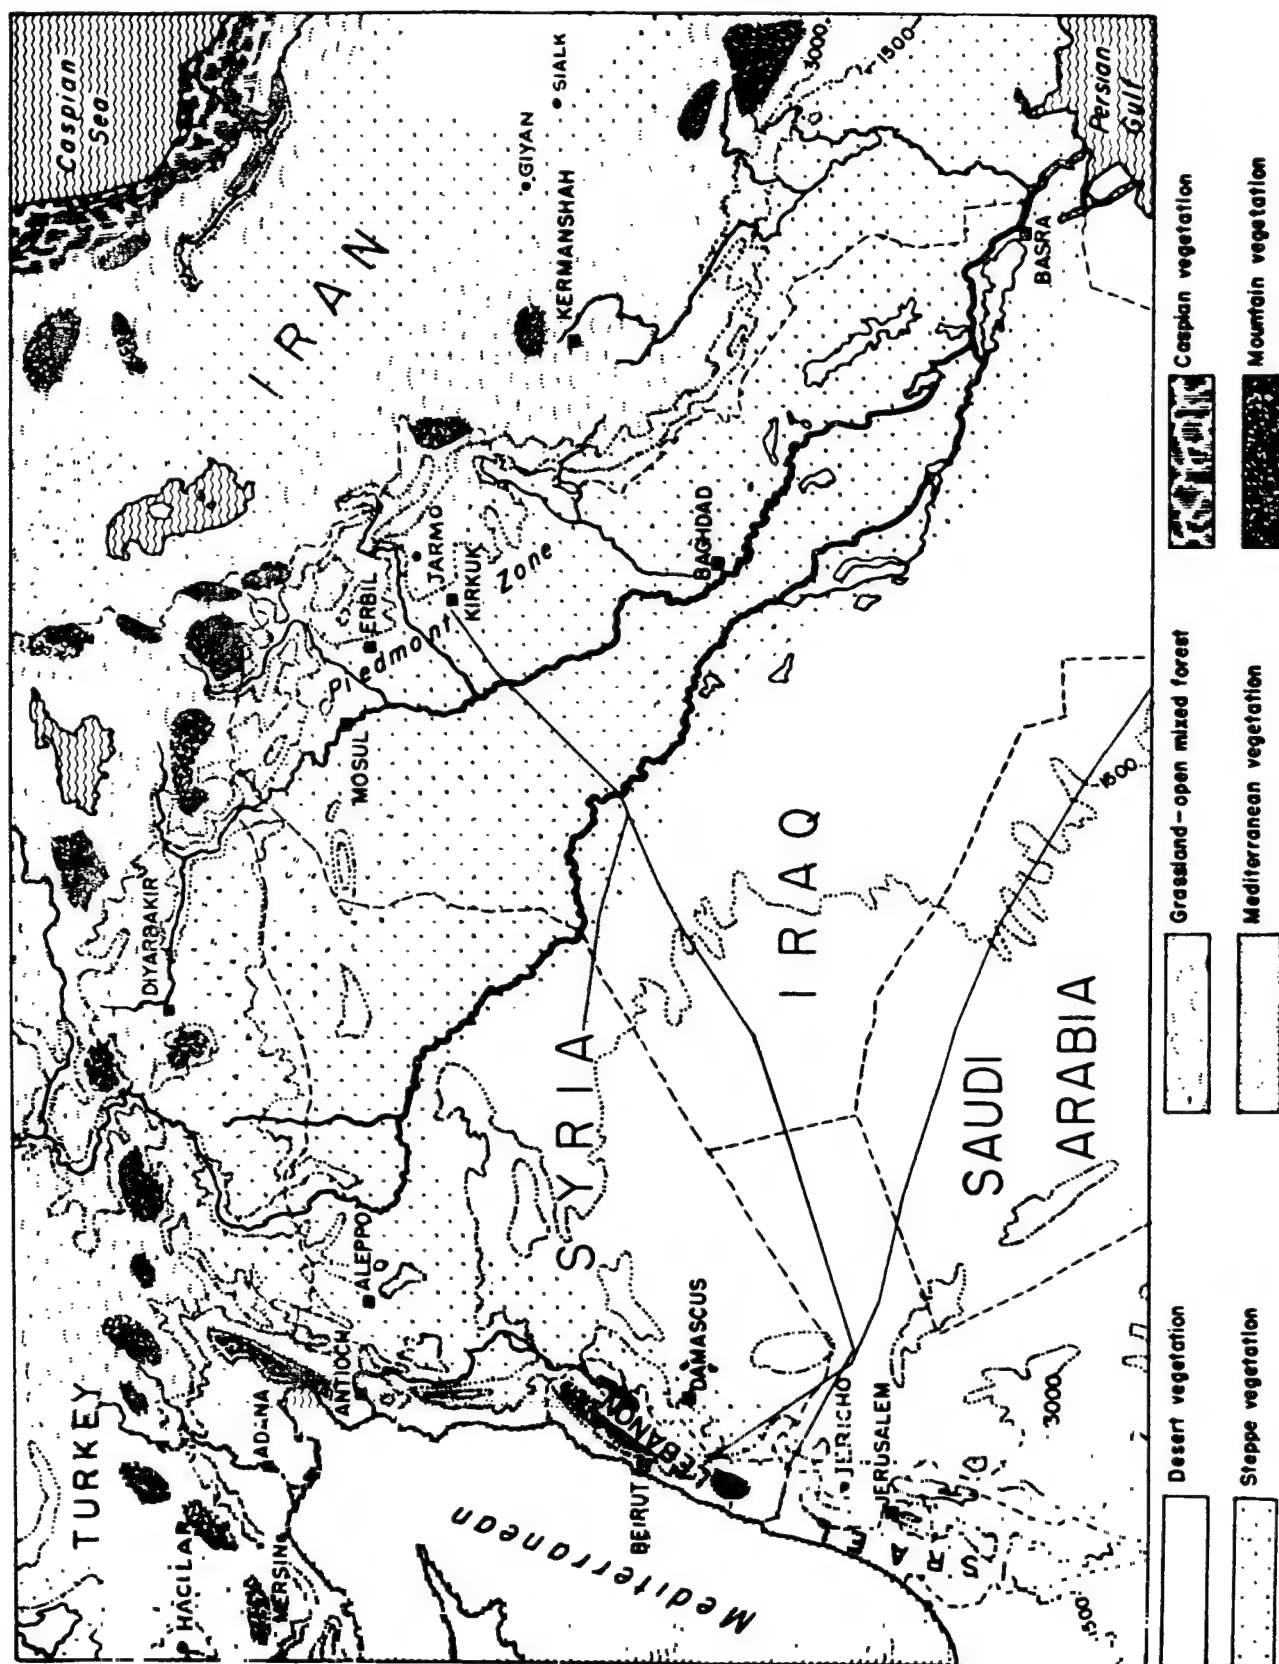 Caspian
Sea
TURKEY
IRAN
SIALK
GIYAN
KERMANSHAH
HACILAR
MERSIN
ADANA
ANTIOCH
ALEPPO
DIYARBAKIR
MOSUL
ERBIL
JARMO
KIRKUK
Piedmont Zone
3000
1500
Mediterranean
BEIRUT
LEBANON
DAMASCUS
SYRIA
BAGHDAD
IRAQ
BASRA
Persian
Gulf
JERICHO
JERUSALEM
ISRAEL
SAUDI
ARABIA
1500
3000
1500
Desert vegetation
Grassland-open mixed forest
Caspian vegetation
Steppe vegetation
Mediterranean vegetation
Mountain vegetation